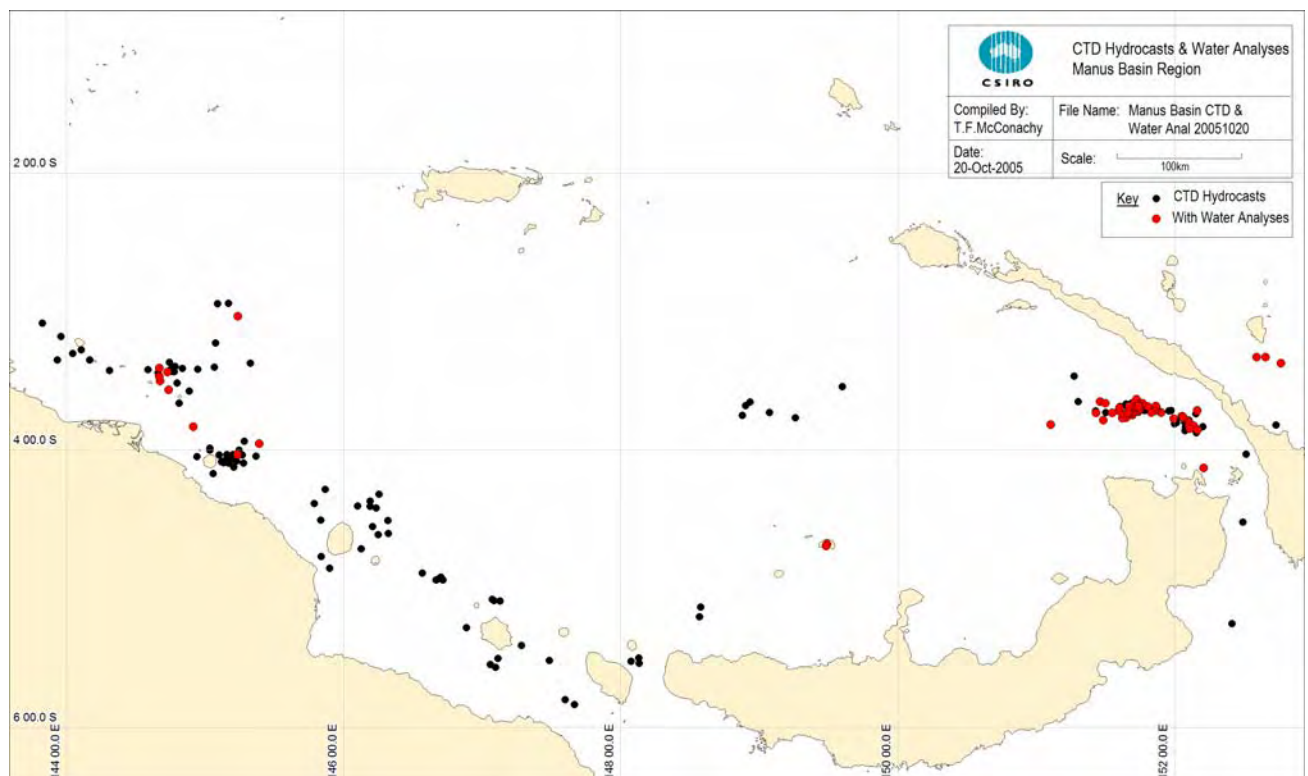 CSIRO
CTD Hydrocasts & Water Analyses
Manus Basin Region
Compiled By:
T.F.McConachy
File Name: Manus Basin CTD &
Water Anal 20051020
Date:
20-Oct-2005
Scale:
100km
Key
CTD Hydrocasts
With Water Analyses
2 00.0 S
4 00.0 S
6 00.0 S
144 00.0 E
146 00.0 E
148 00.0 E
150 00.0 E
152 00.0 E